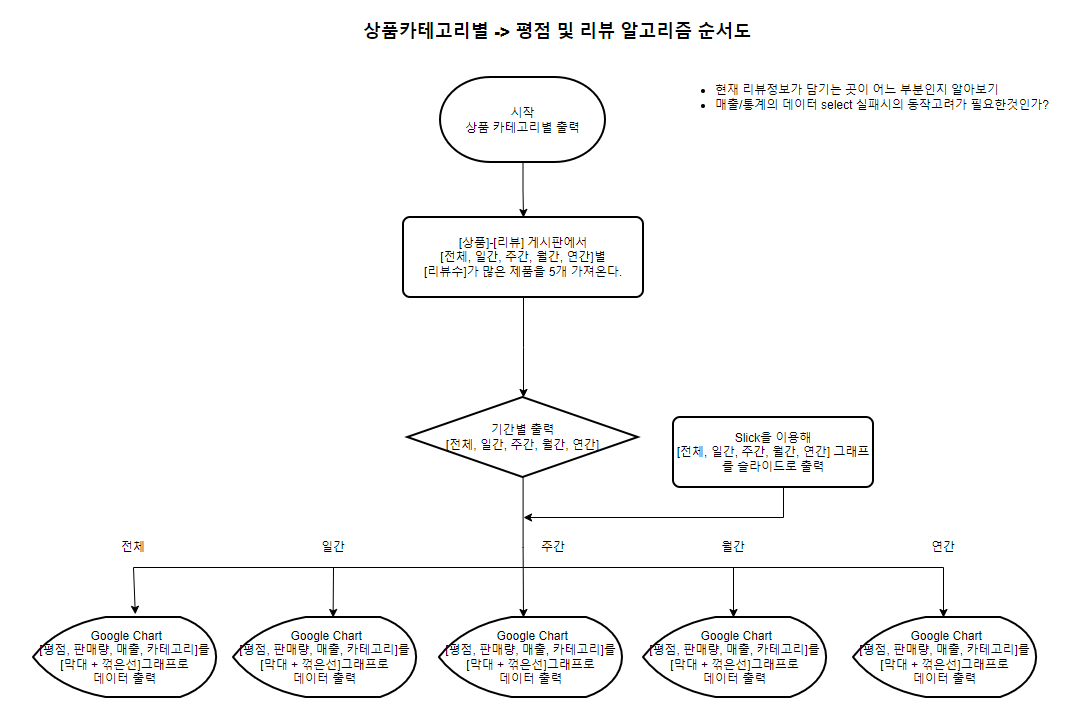 상품카테고리별 -> 평점 및 리뷰 알고리즘 순서도
현재 리뷰정보가 담기는 곳이 어느 부분인지 알아보기
매출/통계의 데이터 select 실패시의 동작고려가 필요한것인가?
시작
상품 카테고리별 출력
[상품]-[리뷰] 게시판에서
[전체, 일간, 주간, 월간, 연간]별
[리뷰수]가 많은 제품을 5개 가져온다.
기간별 출력
[전체, 일간, 주간, 월간, 연간]
Slick을 이용해
[전체, 일간, 주간, 월간, 연간] 그래프
를 슬라이드로 출력
전체
일간
주간
월간
연간
Google Chart
[평점, 판매량, 매출, 카테고리]를
[막대 + 꺾은선]그래프로
데이터 출력
Google Chart
[평점, 판매량, 매출, 카테고리]를
[막대 + 꺾은선]그래프로
데이터 출력
Google Chart
[평점, 판매량, 매출, 카테고리]를
[막대 + 꺾은선]그래프로
데이터 출력
Google Chart
[평점, 판매량, 매출, 카테고리]를
[막대 + 꺾은선]그래프로
데이터 출력
Google Chart
[평점, 판매량, 매출, 카테고리]를
[막대 + 꺾은선]그래프로
데이터 출력